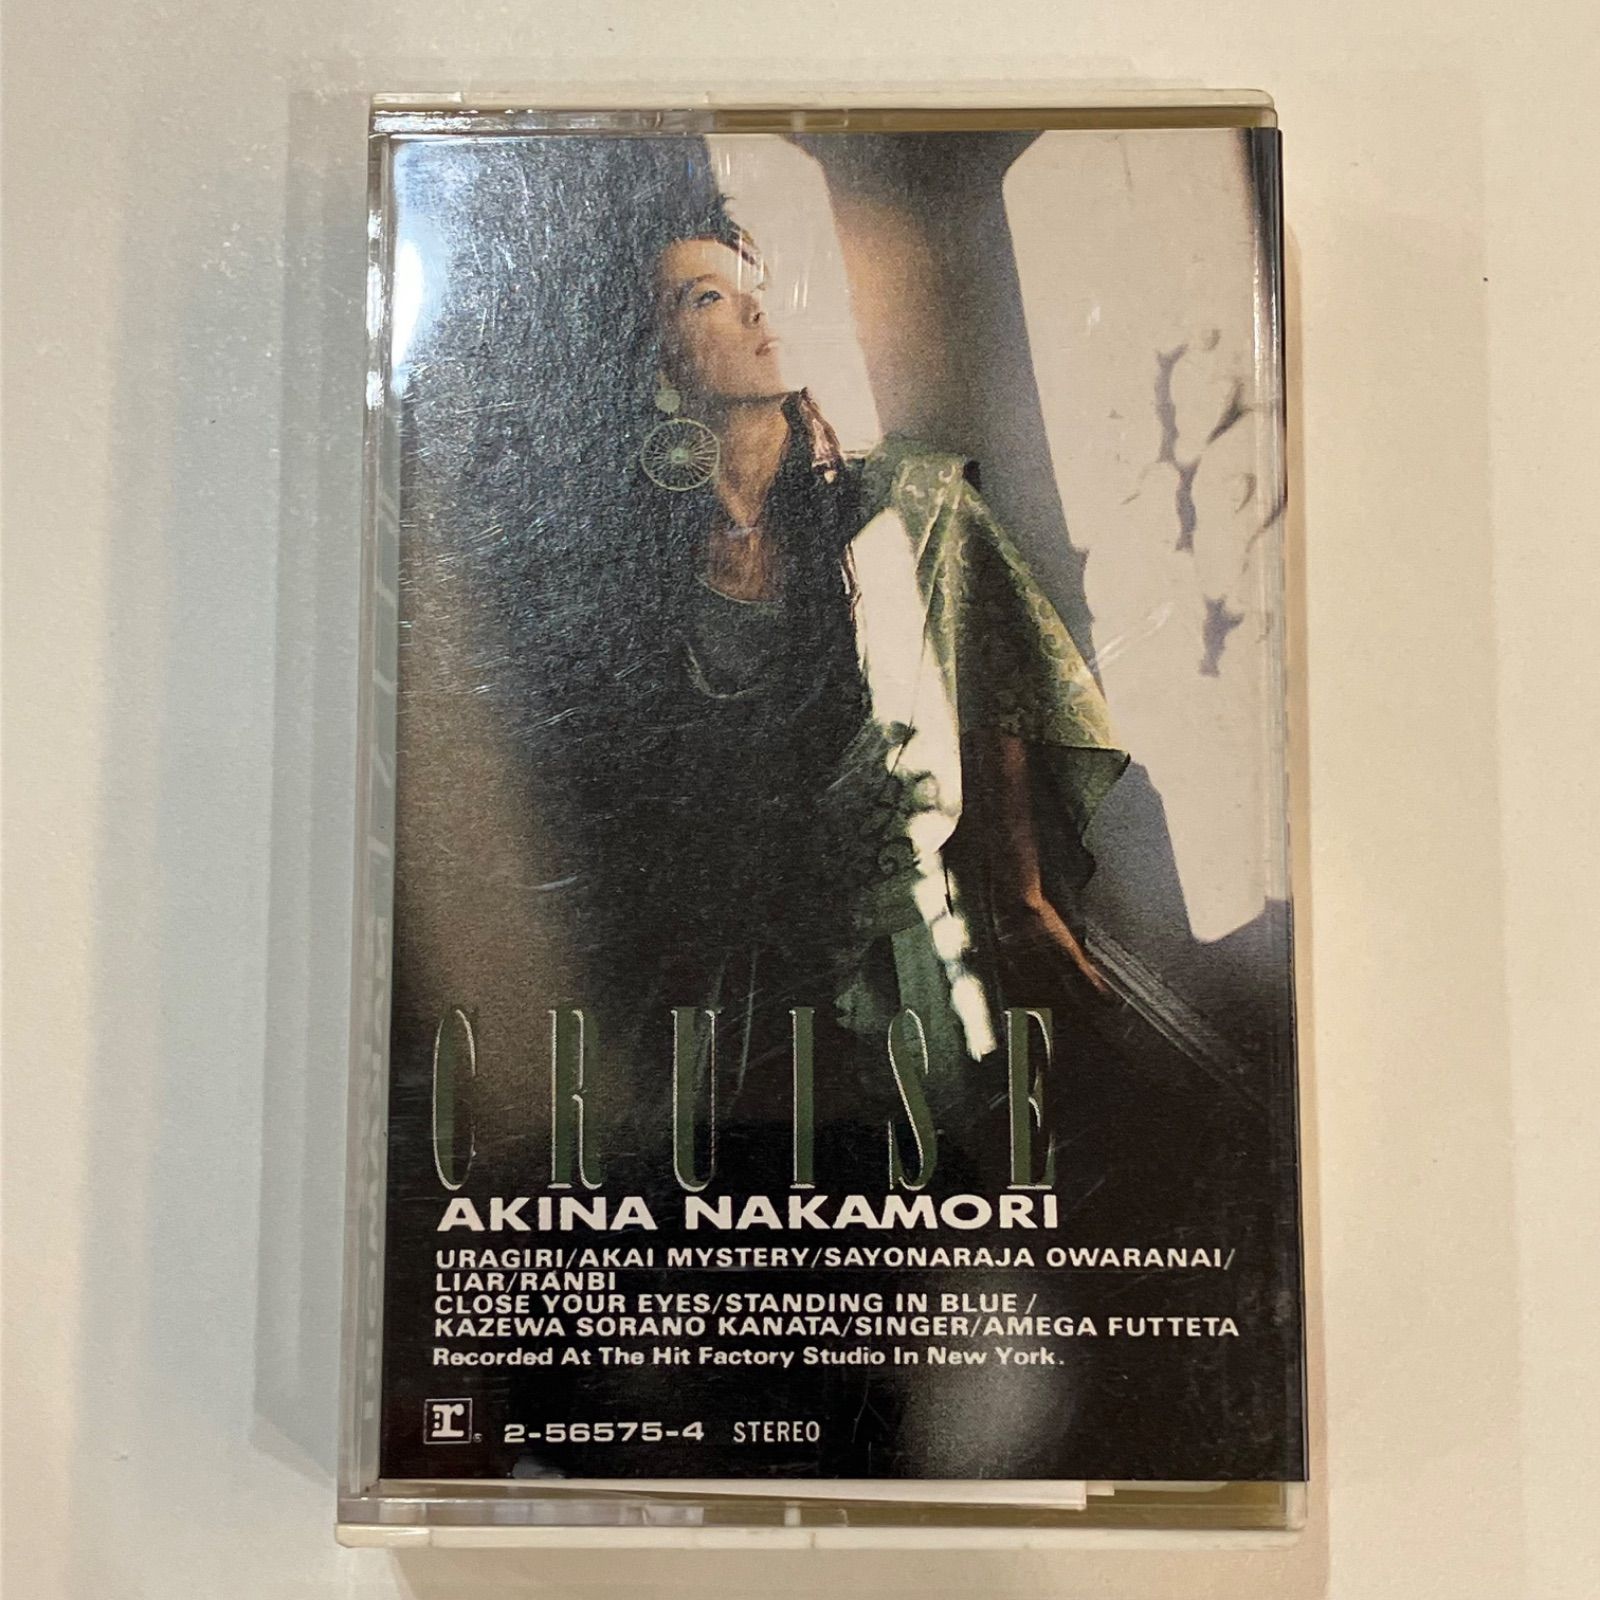 CRUISE
AKINA NAKAMORI
URAGIRI/AKAI MYSTERY/SAYONARAJA OWARANAI/
LIAR/RANBI
CLOSE YOUR EYES/STANDING IN BLUE /
KAZEWA SORANO KANATA/SINGER/AMEGA FUTTETA
Recorded At The Hit Factory Studio In New York.
r 2-56575-4 STEREO